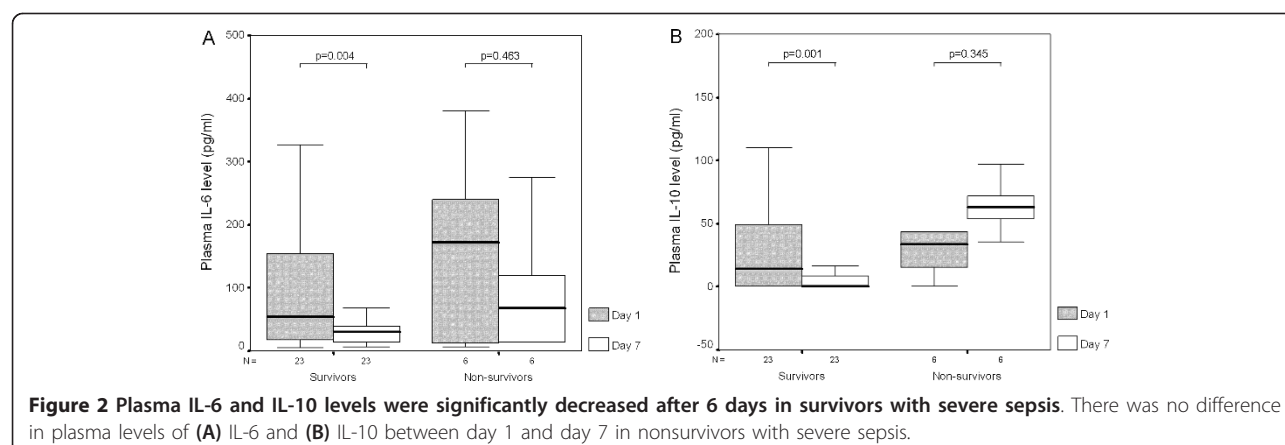 A
500
400
300
200
100
0
Plasma IL-6 level (pg/ml)
p=0.004
p=0.463
N =
23
23
6
6
Survivors
Non-survivors
Day 1
Day 7
B
200
150
100
50
0
-50
Plasma IL-10 level (pg/ml)
p=0.001
p=0.345
N =
23
23
6
6
Survivors
Non-survivors
Day 1
Day 7
Figure 2 Plasma IL-6 and IL-10 levels were significantly decreased after 6 days in survivors with severe sepsis. There was no difference
in plasma levels of (A) IL-6 and (B) IL-10 between day 1 and day 7 in nonsurvivors with severe sepsis.